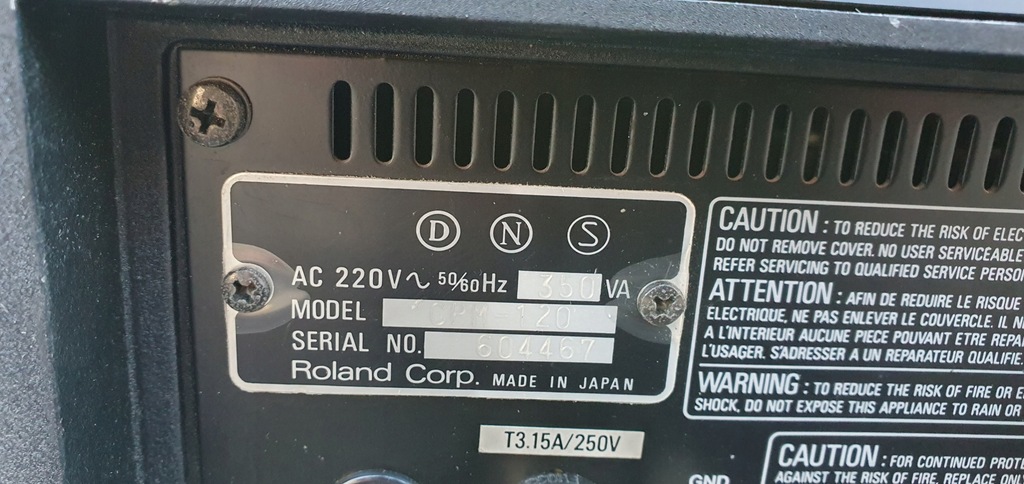 D N S
AC 220V~ 50/60Hz 350 VA
MODEL CPM-120
SERIAL NO. 604467
Roland Corp. MADE IN JAPAN
T3.15A/250V
CAUTION : TO REDUCE THE RISK OF ELEC
DO NOT REMOVE COVER. NO USER SERVICEABLE
REFER SERVICING TO QUALIFIED SERVICE PERSON
ATTENTION : AFIN DE REDUIRE LE RISQUE
ELECTRIQUE, NE PAS ENLEVER LE COUVERCLE. IL N
A L'INTERIEUR AUCUNE PIECE POUVANT ETRE REPA
L'USAGER. S'ADRESSER A UN REPARATEUR QUALIFIE.
WARNING : TO REDUCE THE RISK OF FIRE OR E
SHOCK, DO NOT EXPOSE THIS APPLIANCE TO RAIN OR
CAUTION : FOR CONTINUED PROTE
AGAINST THE RISK OF FIRE, REPLACE ONL
GND